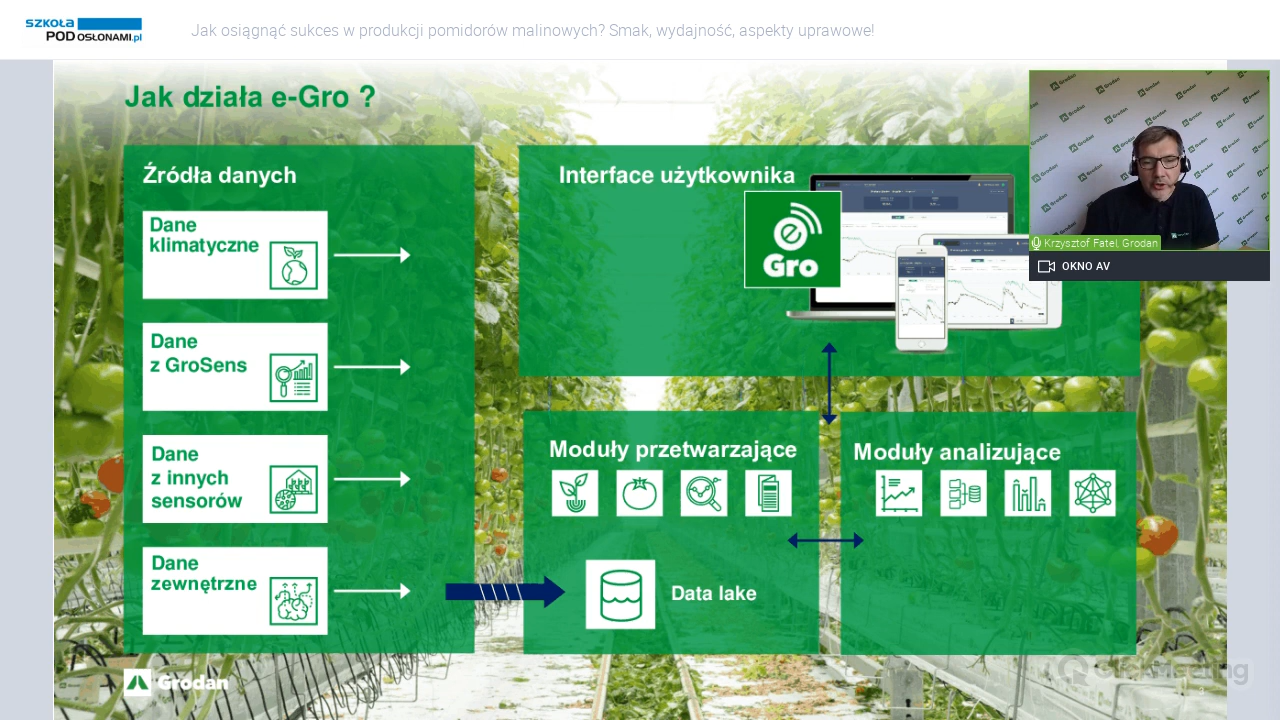 SZKOŁA
POD OSŁONAMI.pl
Jak osiągnąć sukces w produkcji pomidorów malinowych? Smak, wydajność, aspekty uprawowe!
Jak działa e-Gro ?
Źródła danych
Dane
klimatyczne
Dane
z GroSens
Dane
z innych
sensorów
Dane
zewnętrzne
Interface użytkownika
e
Gro
Moduły przetwarzające
Data lake
Moduły analizujące
Krzysztof Fatel, Grodan
OKNO AV
Grodan
ClickMeeting